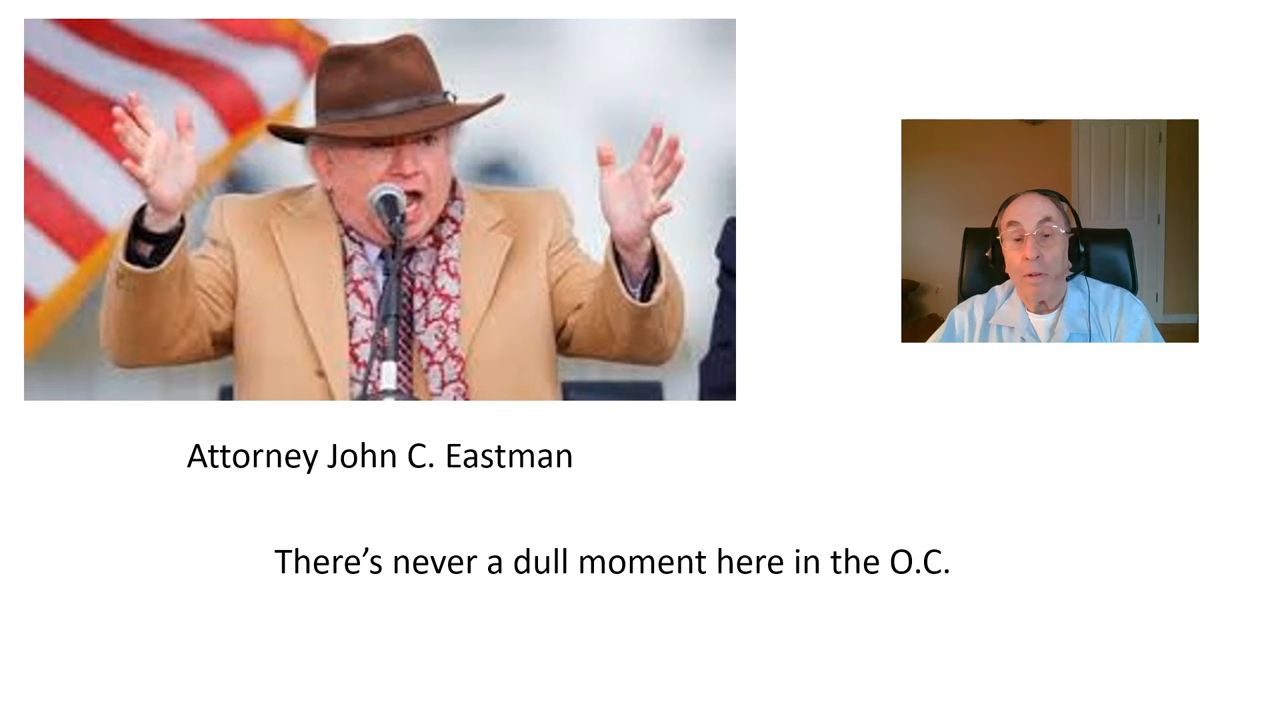 Attorney John C. Eastman
There’s never a dull moment here in the O.C.